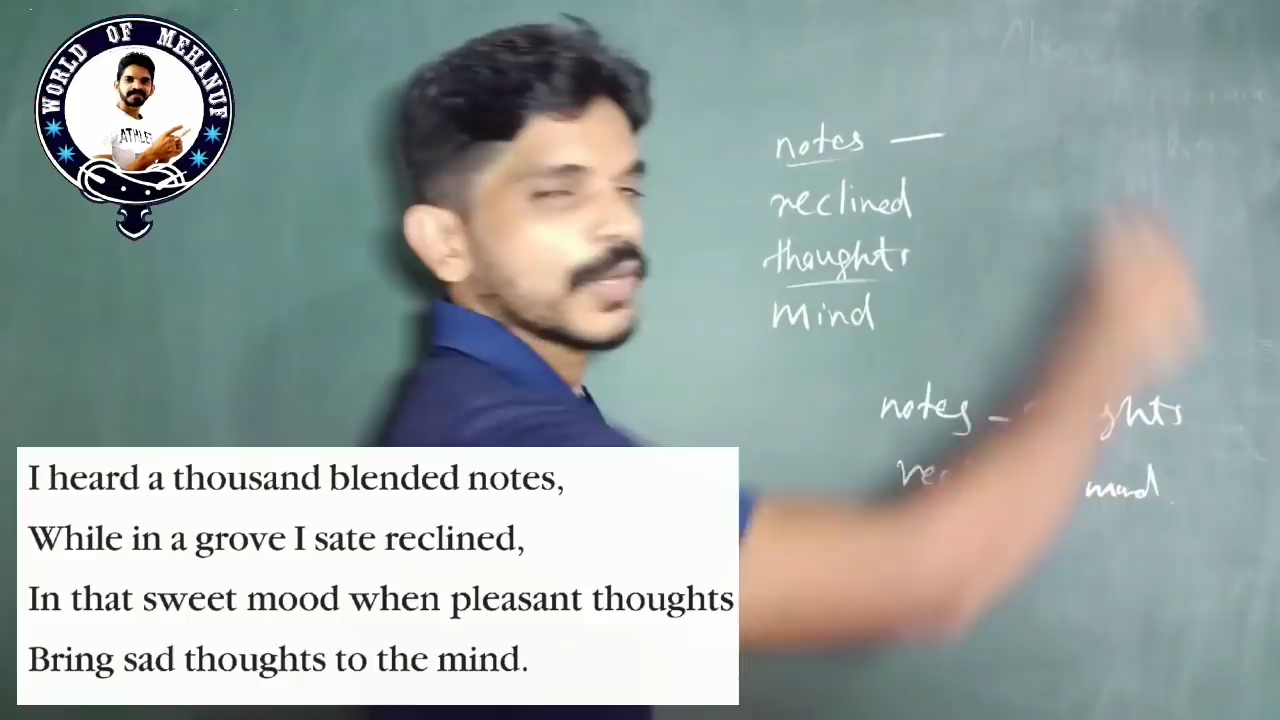 WORLD OF MEHANUF
ATHLE
notes —
reclined
thoughts
mind
notes –
mind
I heard a thousand blended notes,
While in a grove I sate reclined,
In that sweet mood when pleasant thoughts
Bring sad thoughts to the mind.